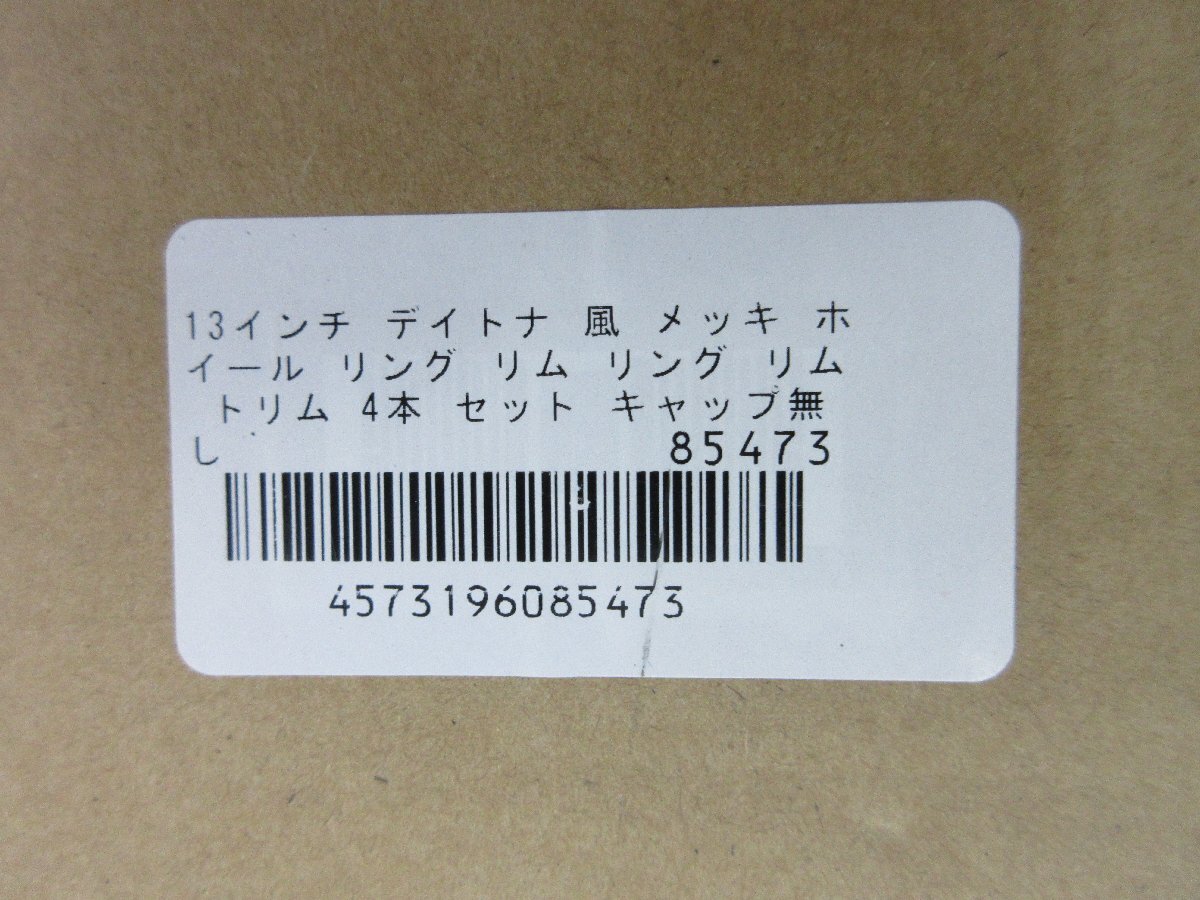 13インチ デイトナ 風 メッキ ホ
イール リング リム リング リム
トリム 4本 セット キャップ無
し 85473
4573196085473